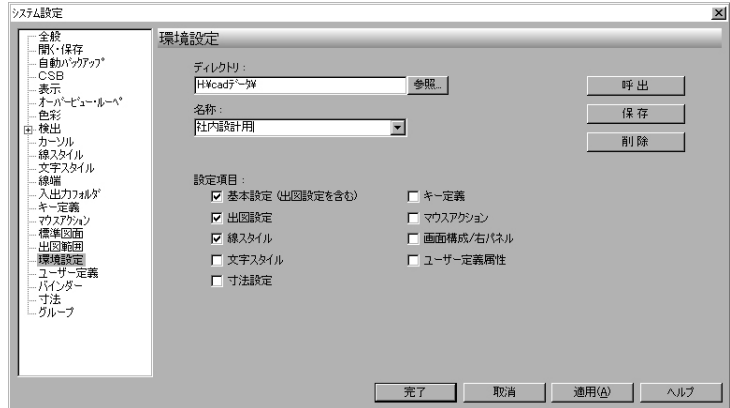 システム設定
全般
開く・保存
自動バックアップ
CSB
表示
オーバービュー・ルーペ
色彩
検出
カーソル
線スタイル
文字スタイル
線端
入出力フォルダ
キー定義
マウスアクション
標準図面
出図範囲
環境設定
ユーザー定義
バインダー
寸法
グループ
環境設定
ディレクトリ：
H:¥cadデータ¥
参照...
名称：
社内設計用
設定項目：
基本設定（出図設定を含む）
出図設定
線スタイル
文字スタイル
寸法設定
キー定義
マウスアクション
画面構成/右パネル
ユーザー定義属性
呼出
保存
削除
完了
取消
適用(A)
ヘルプ